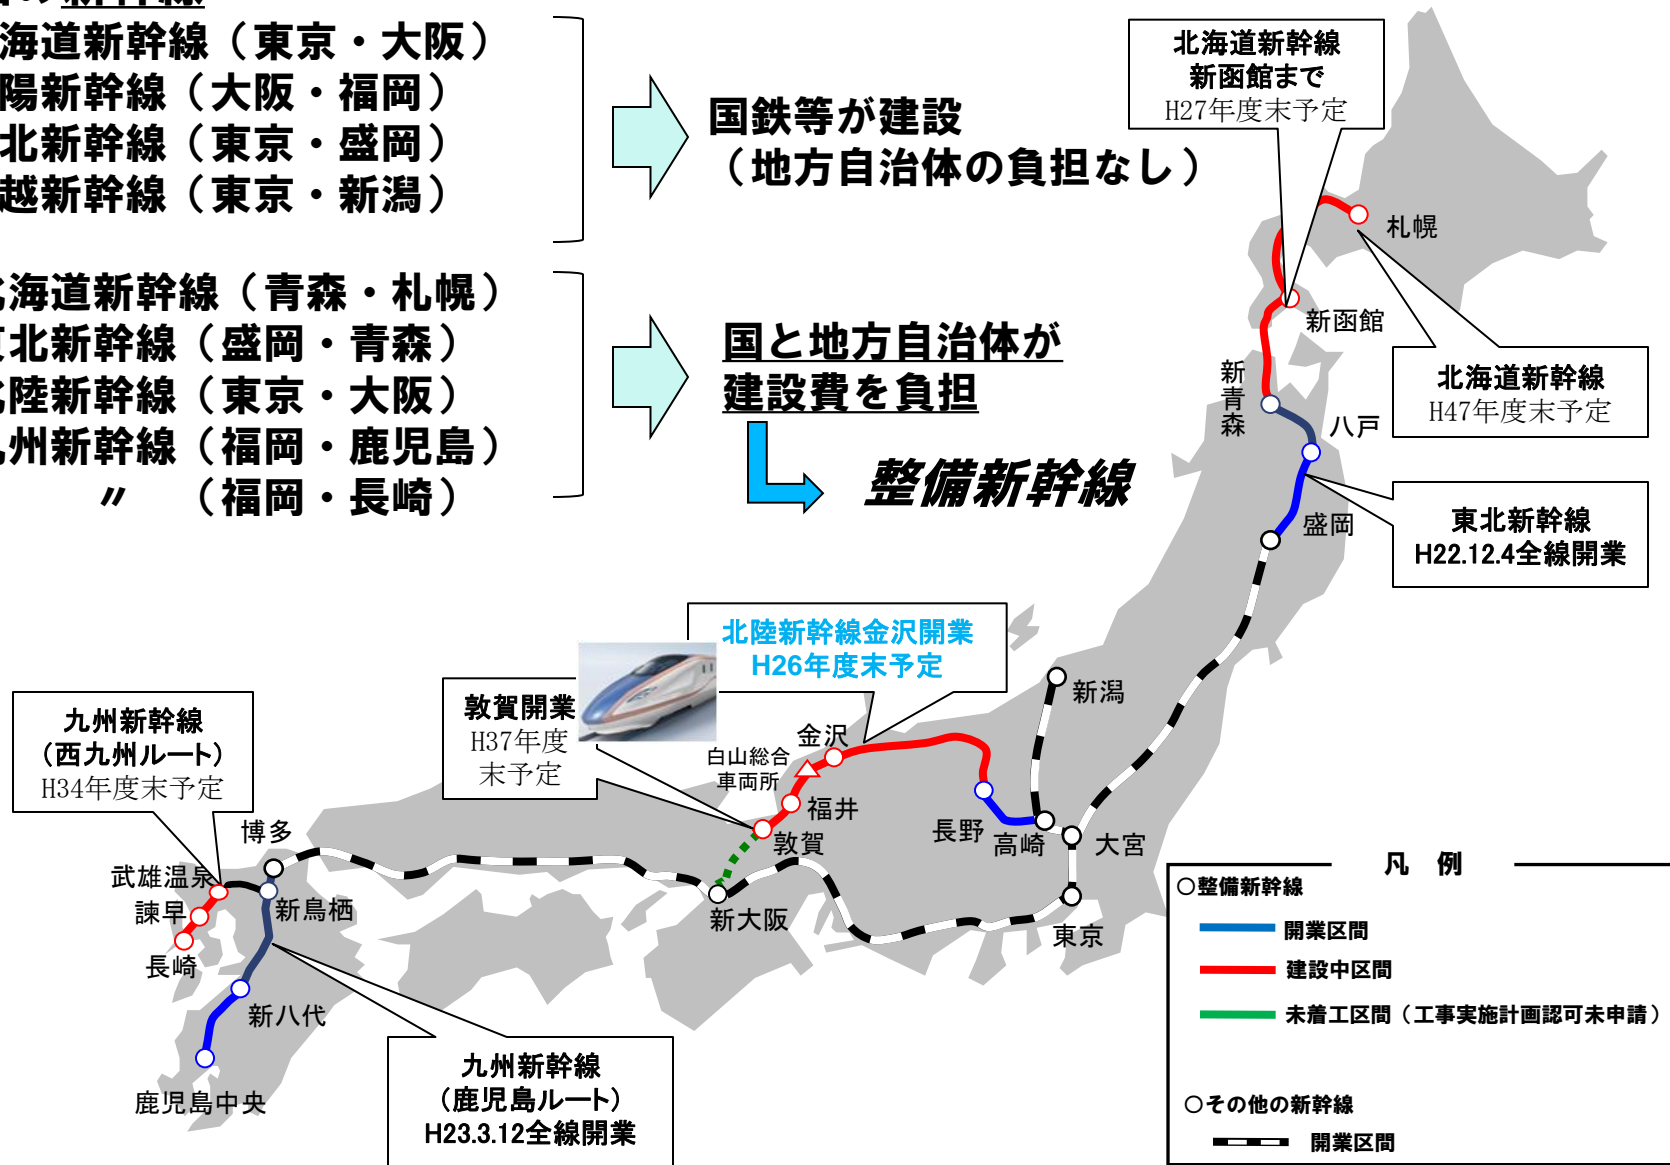 の新幹線
海道新幹線（東京・大阪）
陽新幹線（大阪・福岡）
北新幹線（東京・盛岡）
越新幹線（東京・新潟）
国鉄等が建設
（地方自治体の負担なし）
海道新幹線（青森・札幌）
東北新幹線（盛岡・青森）
北陸新幹線（東京・大阪）
九州新幹線（福岡・鹿児島）
〃　（福岡・長崎）
国と地方自治体が
建設費を負担
整備新幹線
北海道新幹線
新函館まで
H27年度末予定
札幌
新函館
北海道新幹線
H47年度末予定
新青森
八戸
盛岡
東北新幹線
H22.12.4全線開業
北陸新幹線金沢開業
H26年度末予定
新潟
敦賀開業
H37年度
末予定
金沢
白山総合
車両所
福井
敦賀
長野
高崎
大宮
東京
新大阪
九州新幹線
（西九州ルート）
H34年度末予定
博多
武雄温泉
新鳥栖
諫早
長崎
新八代
鹿児島中央
九州新幹線
（鹿児島ルート）
H23.3.12全線開業
凡 例
○整備新幹線
開業区間
建設中区間
未着工区間（工事実施計画認可未申請）
○その他の新幹線
開業区間